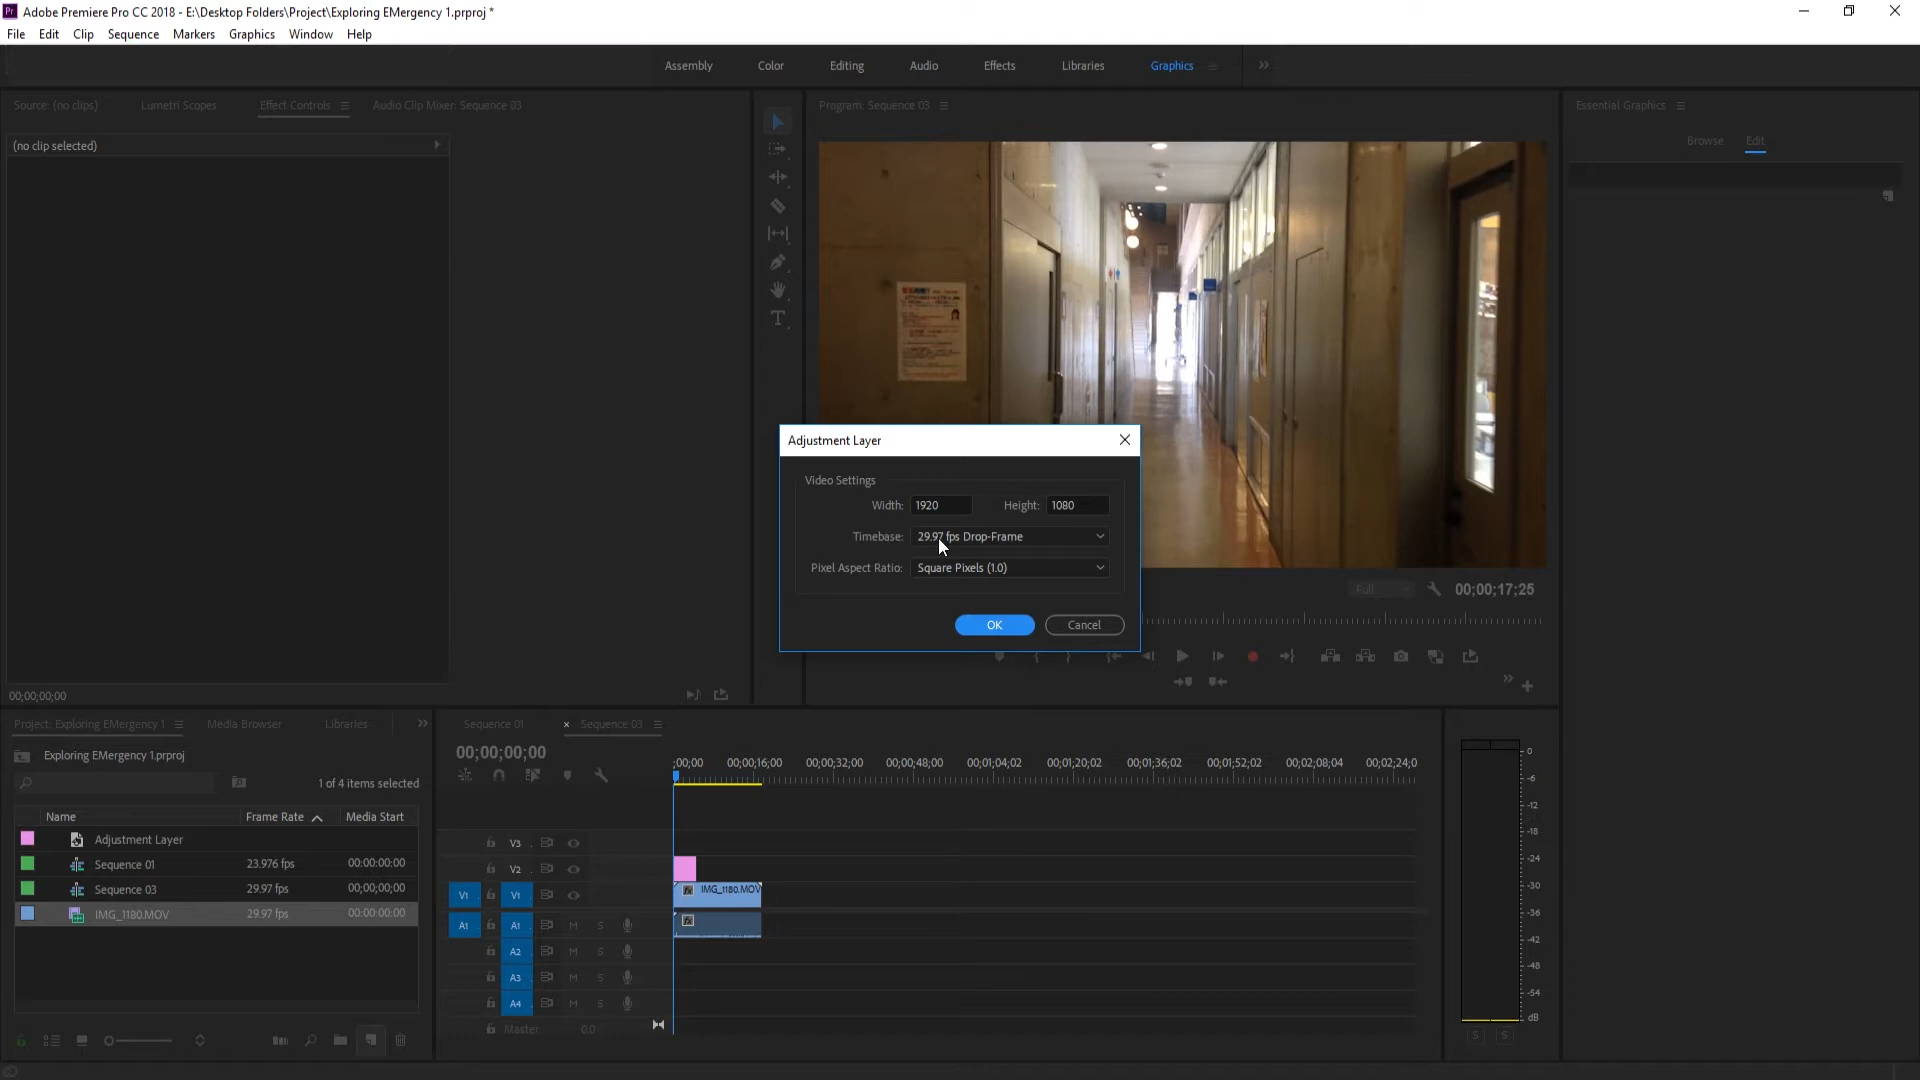 Pr Adobe Premiere Pro CC 2018 - E:\Desktop Folders\Project\Exploring EMergency 1.prproj *
File Edit Clip Sequence Markers Graphics Window Help
Assembly Color Editing Audio Effects Libraries Graphics
Source: (no clips) Lumetri Scopes Effect Controls Audio Clip Mixer: Sequence 03
Program: Sequence 03
Essential Graphics
Browse Edit
(no clip selected)
T
Adjustment Layer
Video Settings
Width: 1920 Height: 1080
Timebase: 29.97 fps Drop-Frame
Pixel Aspect Ratio: Square Pixels (1.0)
OK Cancel
Full 00;00;17;25
00;00;00;00
Project: Exploring EMergency 1 Media Browser Libraries
Exploring EMergency 1.prproj
1 of 4 items selected
Name Frame Rate Media Start
Adjustment Layer
Sequence 01 23.976 fps 00:00:00:00
Sequence 03 29.97 fps 00;00;00;00
IMG_1180.MOV 29.97 fps 00:00:00:00
Sequence 01 × Sequence 03
00;00;00;00
;00;00 00;00;16;00 00;00;32;00 00;00;48;00 00;01;04;02 00;01;20;02 00;01;36;02 00;01;52;02 00;02;08;04 00;02;24;0
V3
V2
V1 V1 fx IMG_1180.MOV
A1 A1 M S fx
A2 M S
A3 M S
A4 M S
Master 0.0
0
-6
-12
-18
-24
-30
-36
-42
-48
-54
dB
S S